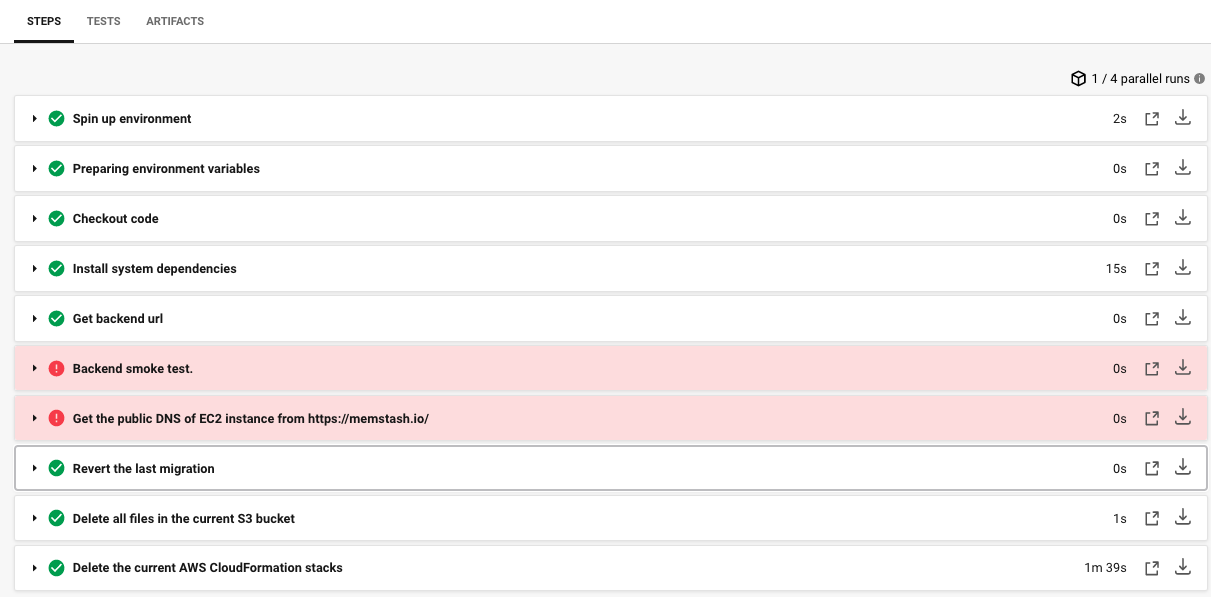 STEPS TESTS ARTIFACTS
1 / 4 parallel runs
Spin up environment 2s
Preparing environment variables 0s
Checkout code 0s
Install system dependencies 15s
Get backend url 0s
Backend smoke test. 0s
Get the public DNS of EC2 instance from https://memstash.io/ 0s
Revert the last migration 0s
Delete all files in the current S3 bucket 1s
Delete the current AWS CloudFormation stacks 1m 39s